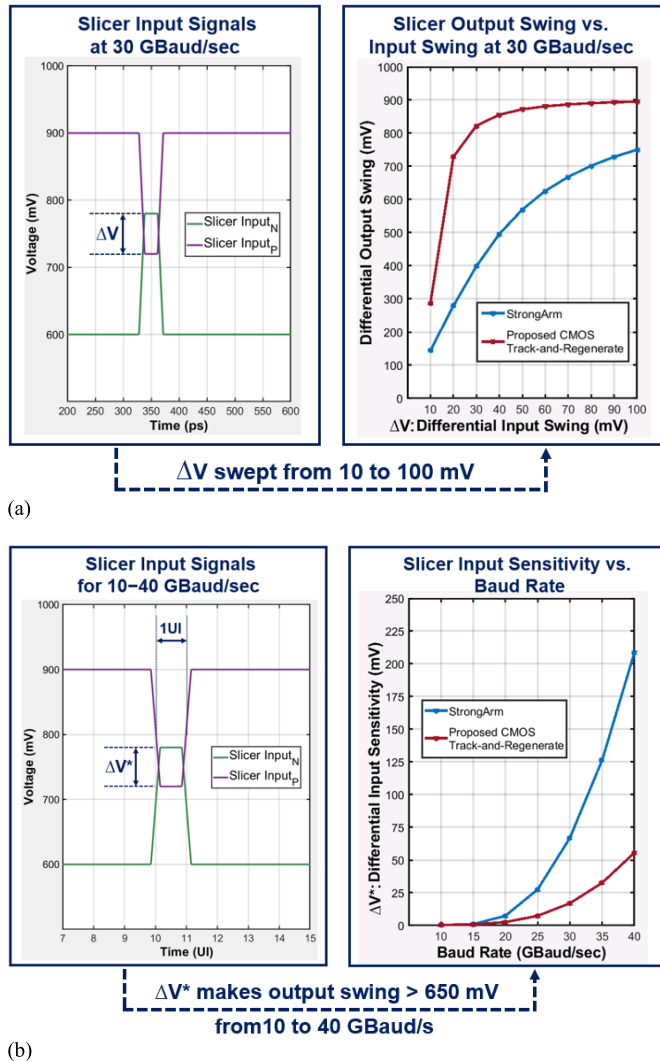 Slicer Input Signals
at 30 GBaud/sec
1000
900
800
700
600
Voltage (mV)
ΔV
Slicer Input_N
Slicer Input_P
200 250 300 350 400 450 500 550 600
Time (ps)
Slicer Output Swing vs.
Input Swing at 30 GBaud/sec
1000
900
800
700
600
500
400
300
200
100
0
Differential Output Swing (mV)
StrongArm
Proposed CMOS
Track-and-Regenerate
10 20 30 40 50 60 70 80 90 100
ΔV: Differential Input Swing (mV)
ΔV swept from 10 to 100 mV
(a)
Slicer Input Signals
for 10−40 GBaud/sec
1000
900
800
700
600
Voltage (mV)
1UI
ΔV*
Slicer Input_N
Slicer Input_P
7 8 9 10 11 12 13 14 15
Time (UI)
Slicer Input Sensitivity vs.
Baud Rate
250
225
200
175
150
125
100
75
50
25
0
ΔV*: Differential Input Sensitivity (mV)
StrongArm
Proposed CMOS
Track-and-Regenerate
10 15 20 25 30 35 40
Baud Rate (GBaud/sec)
ΔV* makes output swing > 650 mV
from10 to 40 GBaud/s
(b)